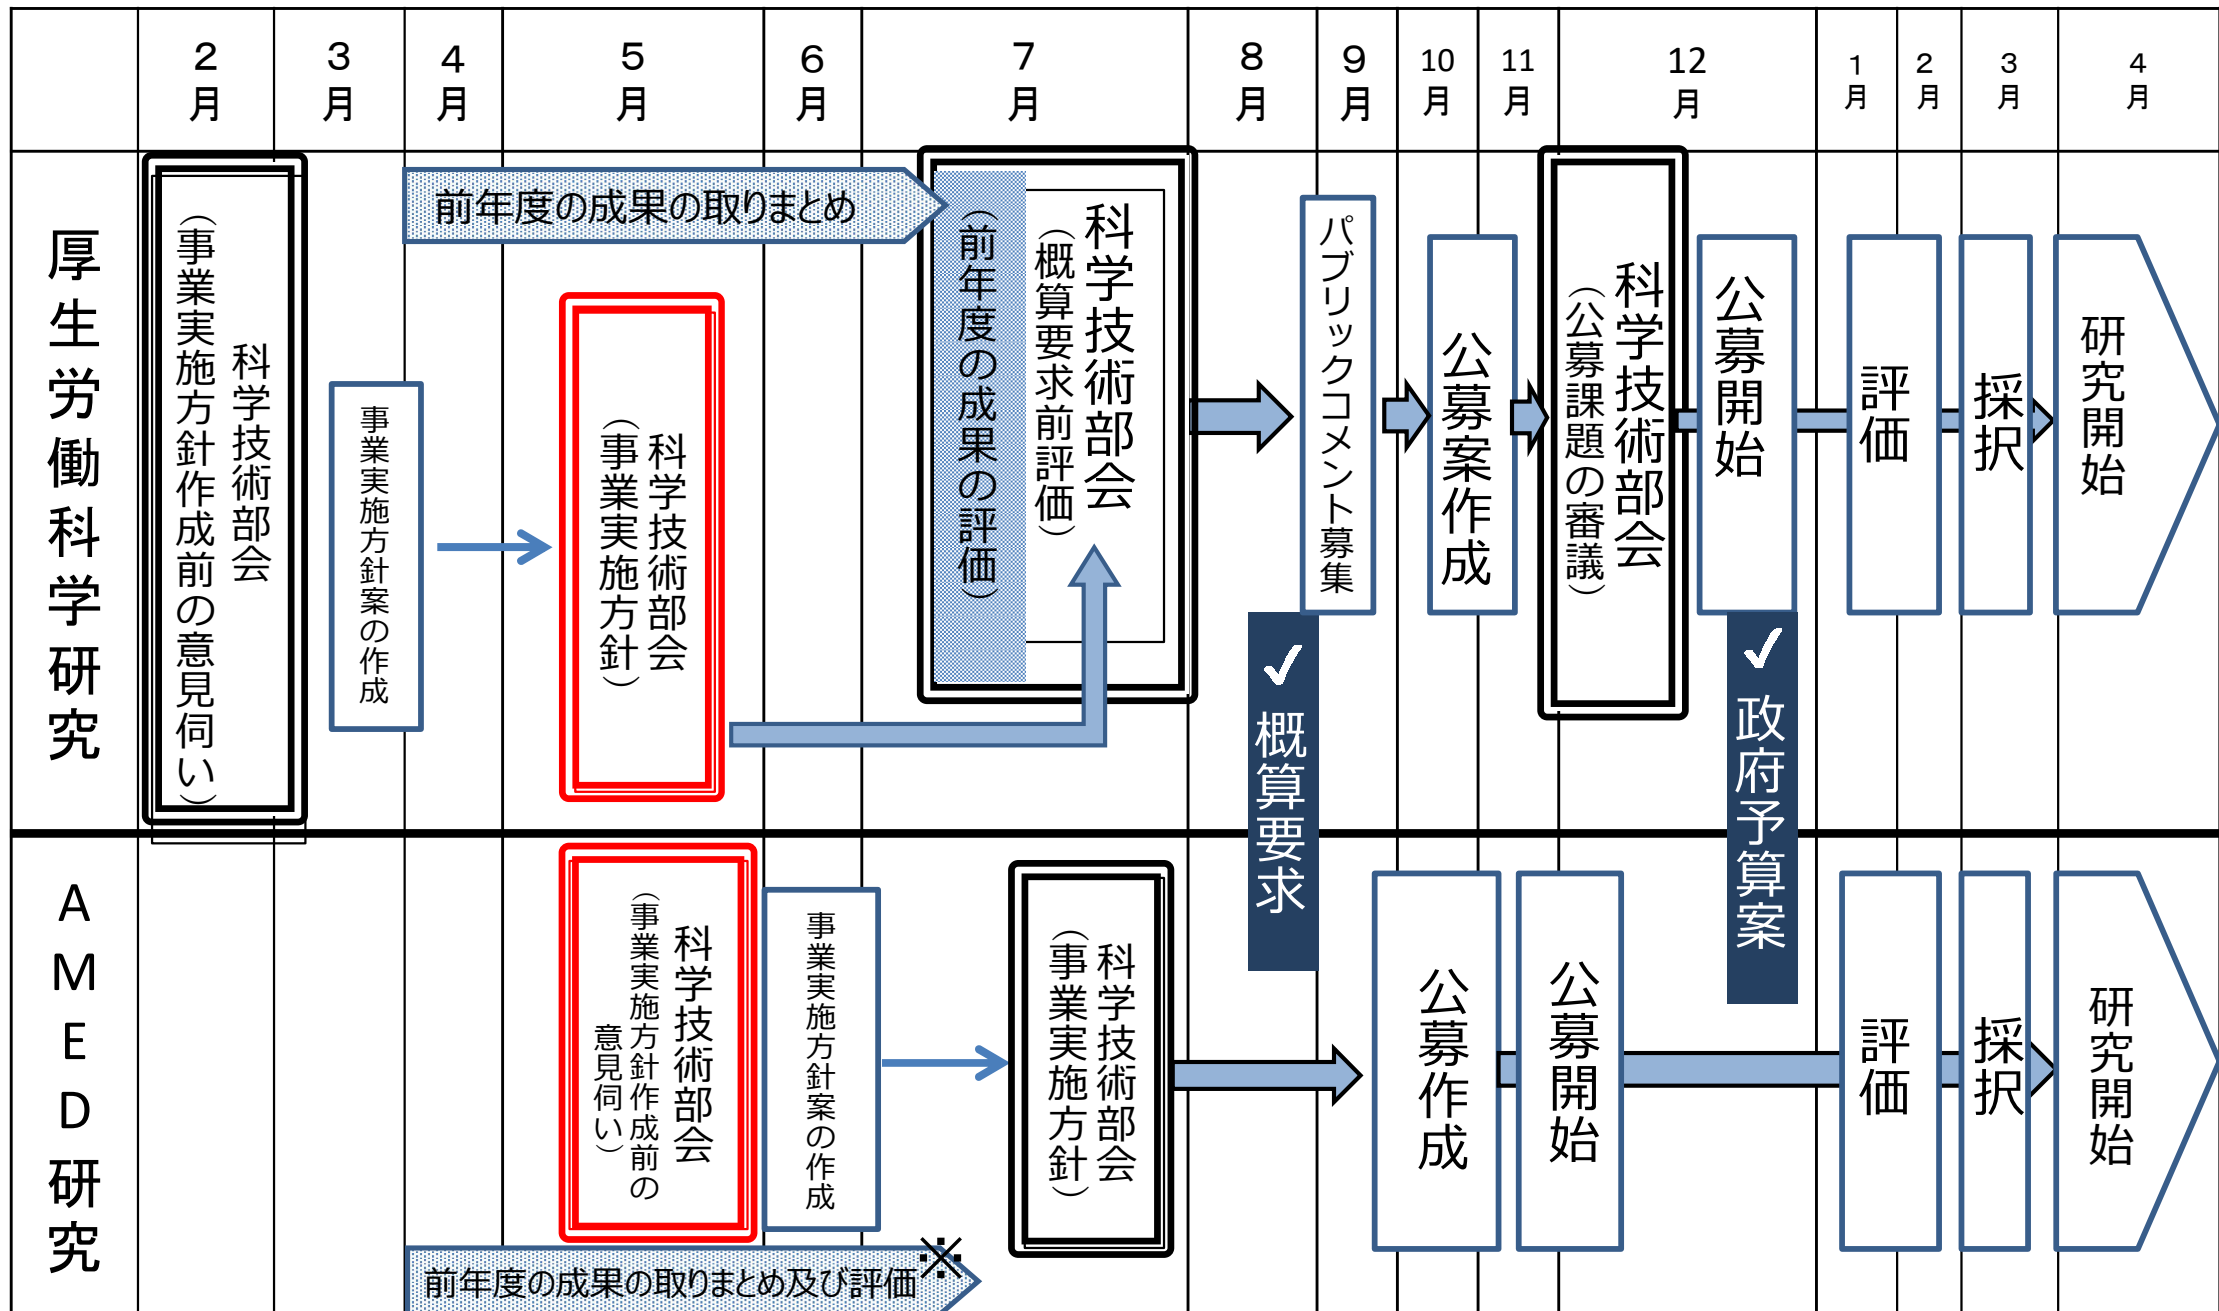 2月
3月
4月
5月
6月
7月
8月
9月
10月
11月
12月
1月
2月
3月
4月
厚生労働科学研究
科学技術部会
（事業実施方針作成前の意見伺い）
事業実施方針案の作成
前年度の成果の取りまとめ
科学技術部会
（事業実施方針）
科学技術部会
（概算要求前評価）
（前年度の成果の評価）
パブリックコメント募集
公募案作成
科学技術部会
（公募課題の審議）
公募開始
評価
採択
研究開始
✓概算要求
✓政府予算案
AMED研究
科学技術部会
（事業実施方針作成前の
意見伺い）
事業実施方針案の作成
科学技術部会
（事業実施方針）
公募作成
公募開始
評価
採択
研究開始
前年度の成果の取りまとめ及び評価※